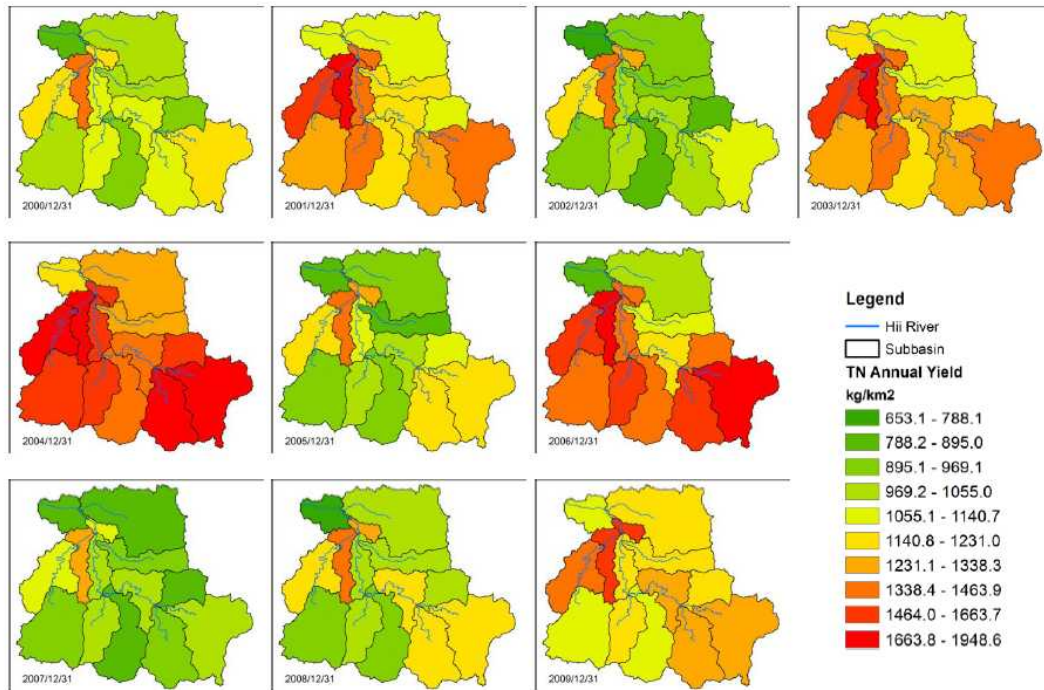 2000/12/31
2001/12/31
2002/12/31
2003/12/31
2004/12/31
2005/12/31
2006/12/31
Legend
Hii River
Subbasin
TN Annual Yield
kg/km2
653.1 - 788.1
788.2 - 895.0
895.1 - 969.1
969.2 - 1055.0
1055.1 - 1140.7
1140.8 - 1231.0
1231.1 - 1338.3
1338.4 - 1463.9
1464.0 - 1663.7
1663.8 - 1948.6
2007/12/31
2008/12/31
2009/12/31